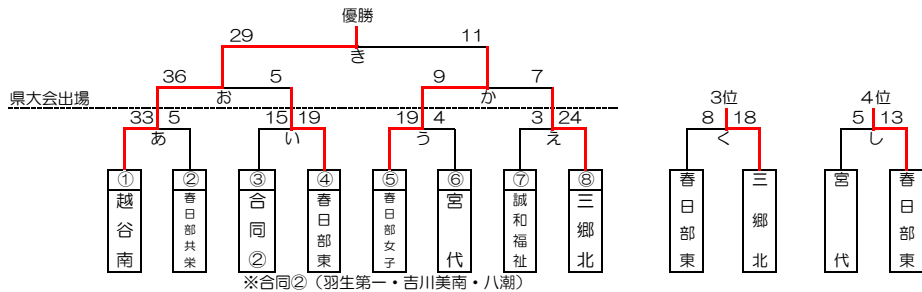 優勝
29 11
き
36 5 9 7
県大会出場 お か
3位 4位
33 5 15 19 19 4 3 24 8 18 5 13
あ い う え く し
① ② ③ ④ ⑤ ⑥ ⑦ ⑧
越谷南 春日部共栄 合同② 春日部東 春日部女子 宮代 誠和福祉 三郷北 春日部東 三郷北 宮代 春日部東
※合同②（羽生第一・吉川美南・八潮）